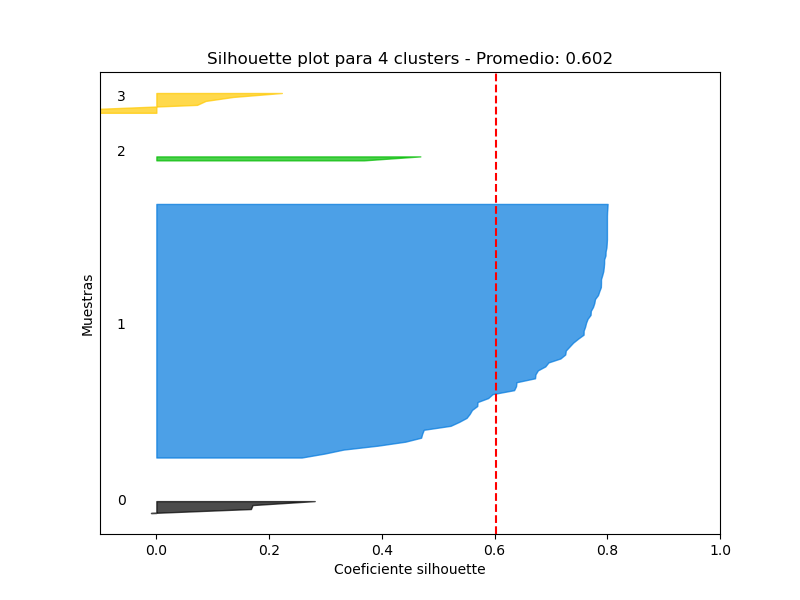 Silhouette plot para 4 clusters - Promedio: 0.602
3
2
1
0
Muestras
0.0 0.2 0.4 0.6 0.8 1.0
Coeficiente silhouette